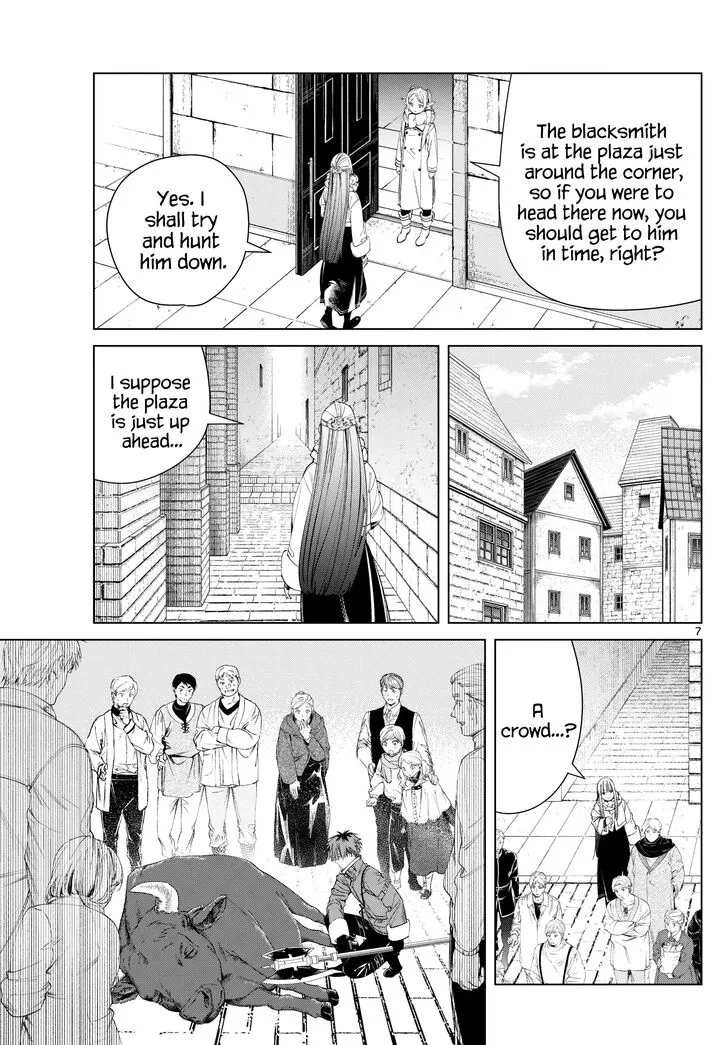 The blacksmith
is at the plaza just
around the corner,
so if you were to
head there now, you
should get to him
in time, right?
Yes. I
shall try
and hunt
him down.
I suppose
the plaza
is just up
ahead...
7
A
crowd...?